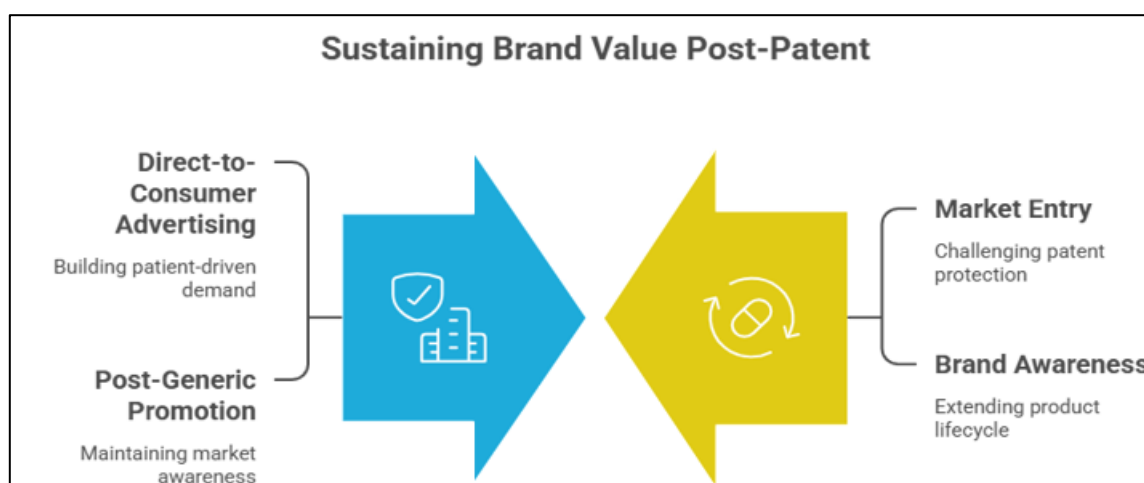 Sustaining Brand Value Post-Patent
Direct-to-
Consumer
Advertising
Building patient-driven
demand
Post-Generic
Promotion
Maintaining market
awareness
Market Entry
Challenging patent
protection
Brand Awareness
Extending product
lifecycle